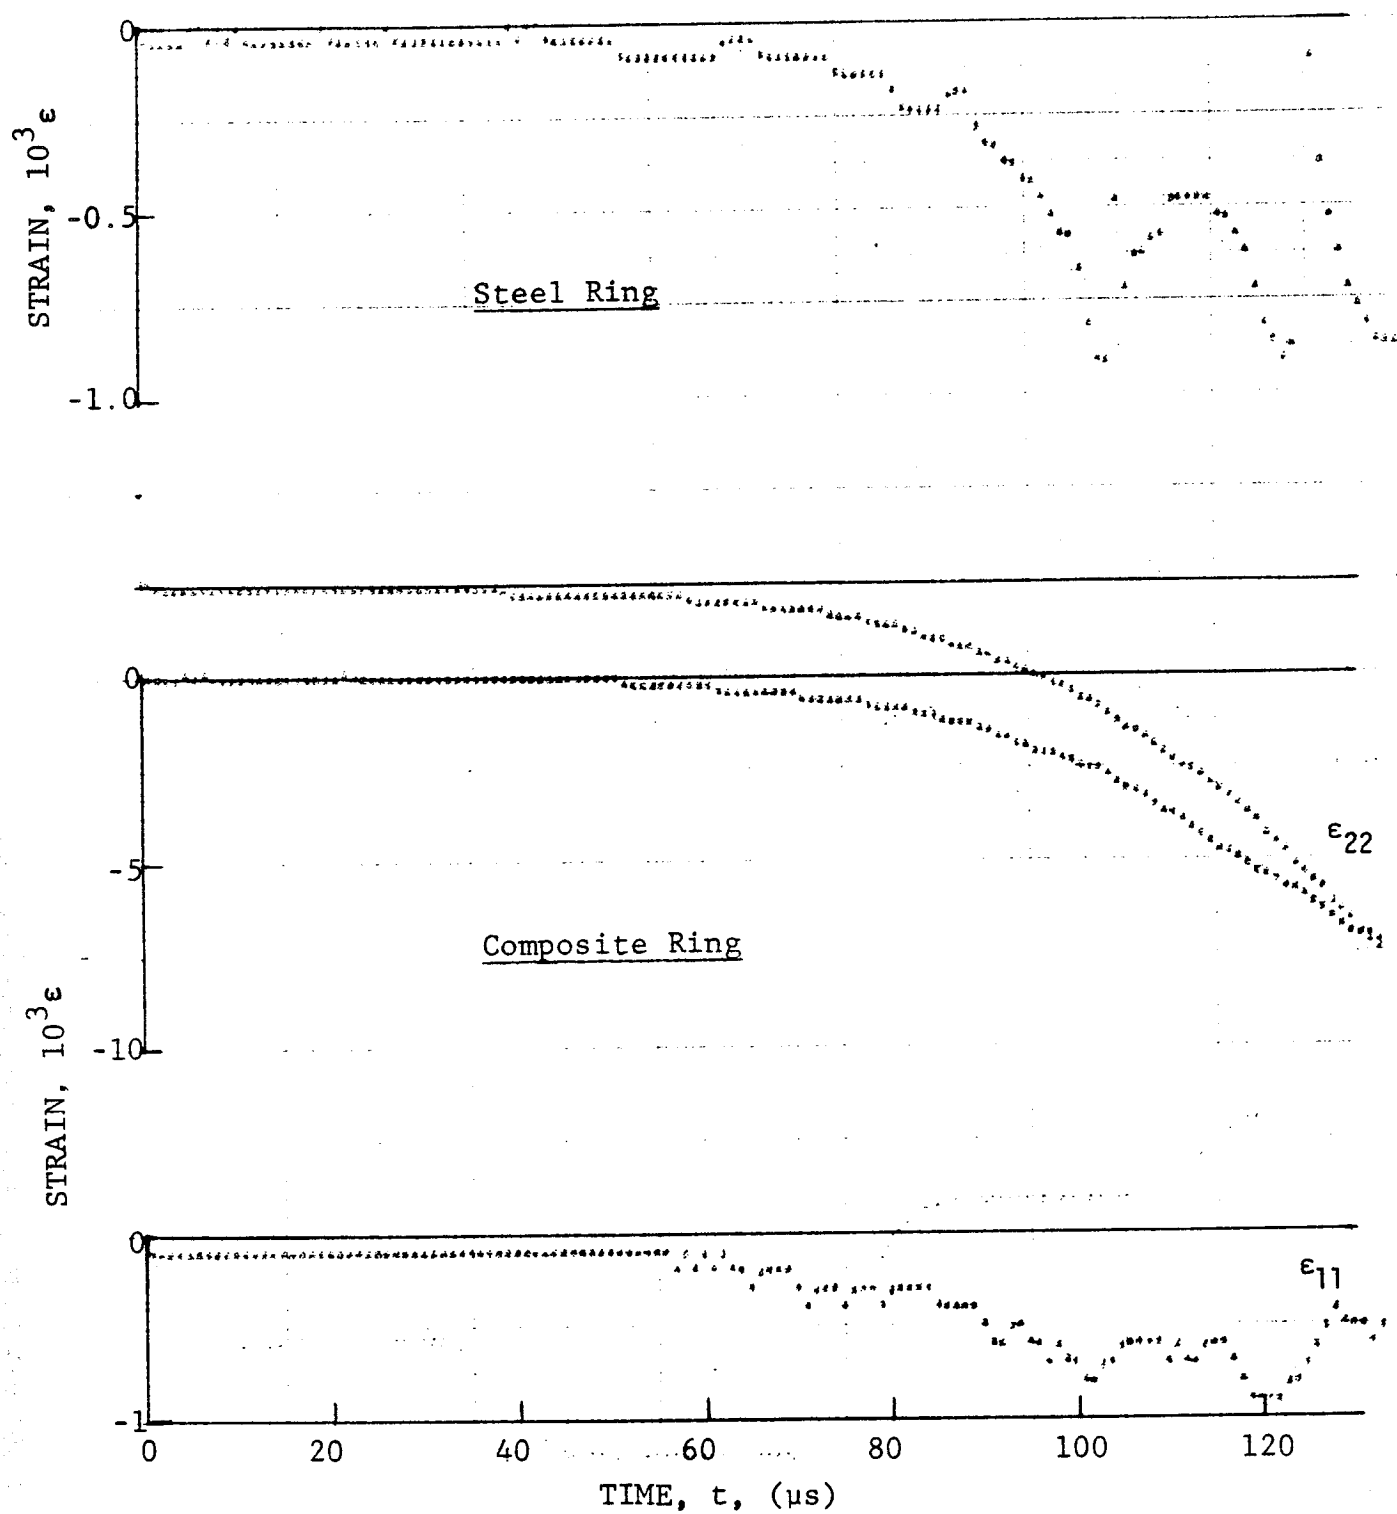 0
-0.5
-1.0
STRAIN, 10³ε
Steel Ring
0
-5
-10
STRAIN, 10³ε
ε22
Composite Ring
0
-1
ε11
0 20 40 60 80 100 120
TIME, t, (μs)